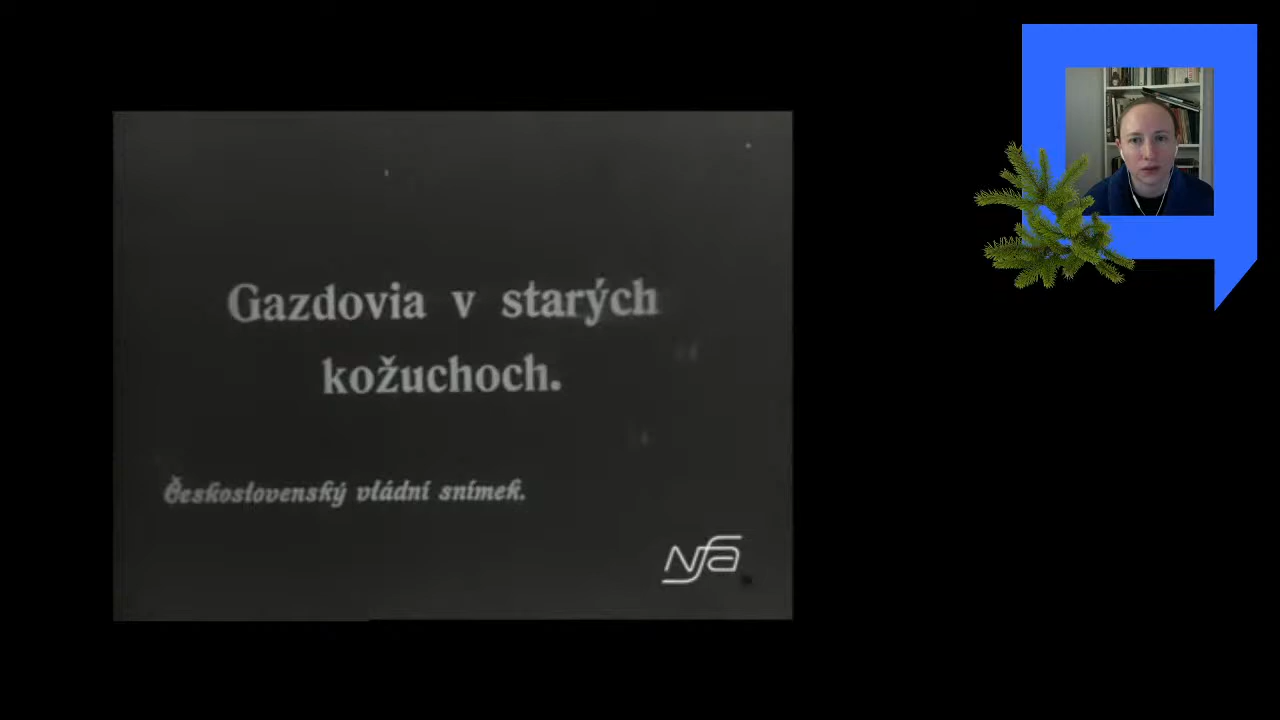 Gazdovia v starých
kožuchoch.
Československý vládní snímek.
Nfa